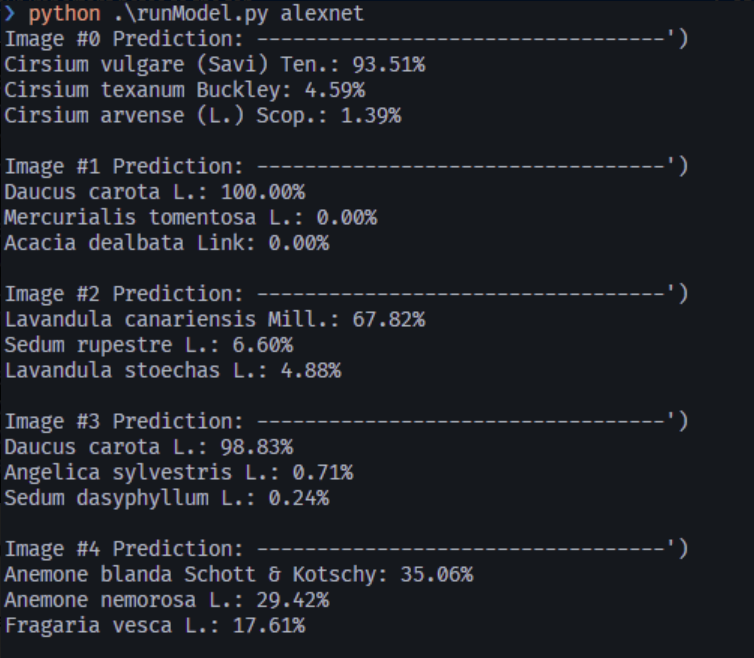 ❯ python .\runModel.py alexnet
Image #0 Prediction: ----------------------------------')
Cirsium vulgare (Savi) Ten.: 93.51%
Cirsium texanum Buckley: 4.59%
Cirsium arvense (L.) Scop.: 1.39%
Image #1 Prediction: ----------------------------------')
Daucus carota L.: 100.00%
Mercurialis tomentosa L.: 0.00%
Acacia dealbata Link: 0.00%
Image #2 Prediction: ----------------------------------')
Lavandula canariensis Mill.: 67.82%
Sedum rupestre L.: 6.60%
Lavandula stoechas L.: 4.88%
Image #3 Prediction: ----------------------------------')
Daucus carota L.: 98.83%
Angelica sylvestris L.: 0.71%
Sedum dasyphyllum L.: 0.24%
Image #4 Prediction: ----------------------------------')
Anemone blanda Schott & Kotschy: 35.06%
Anemone nemorosa L.: 29.42%
Fragaria vesca L.: 17.61%